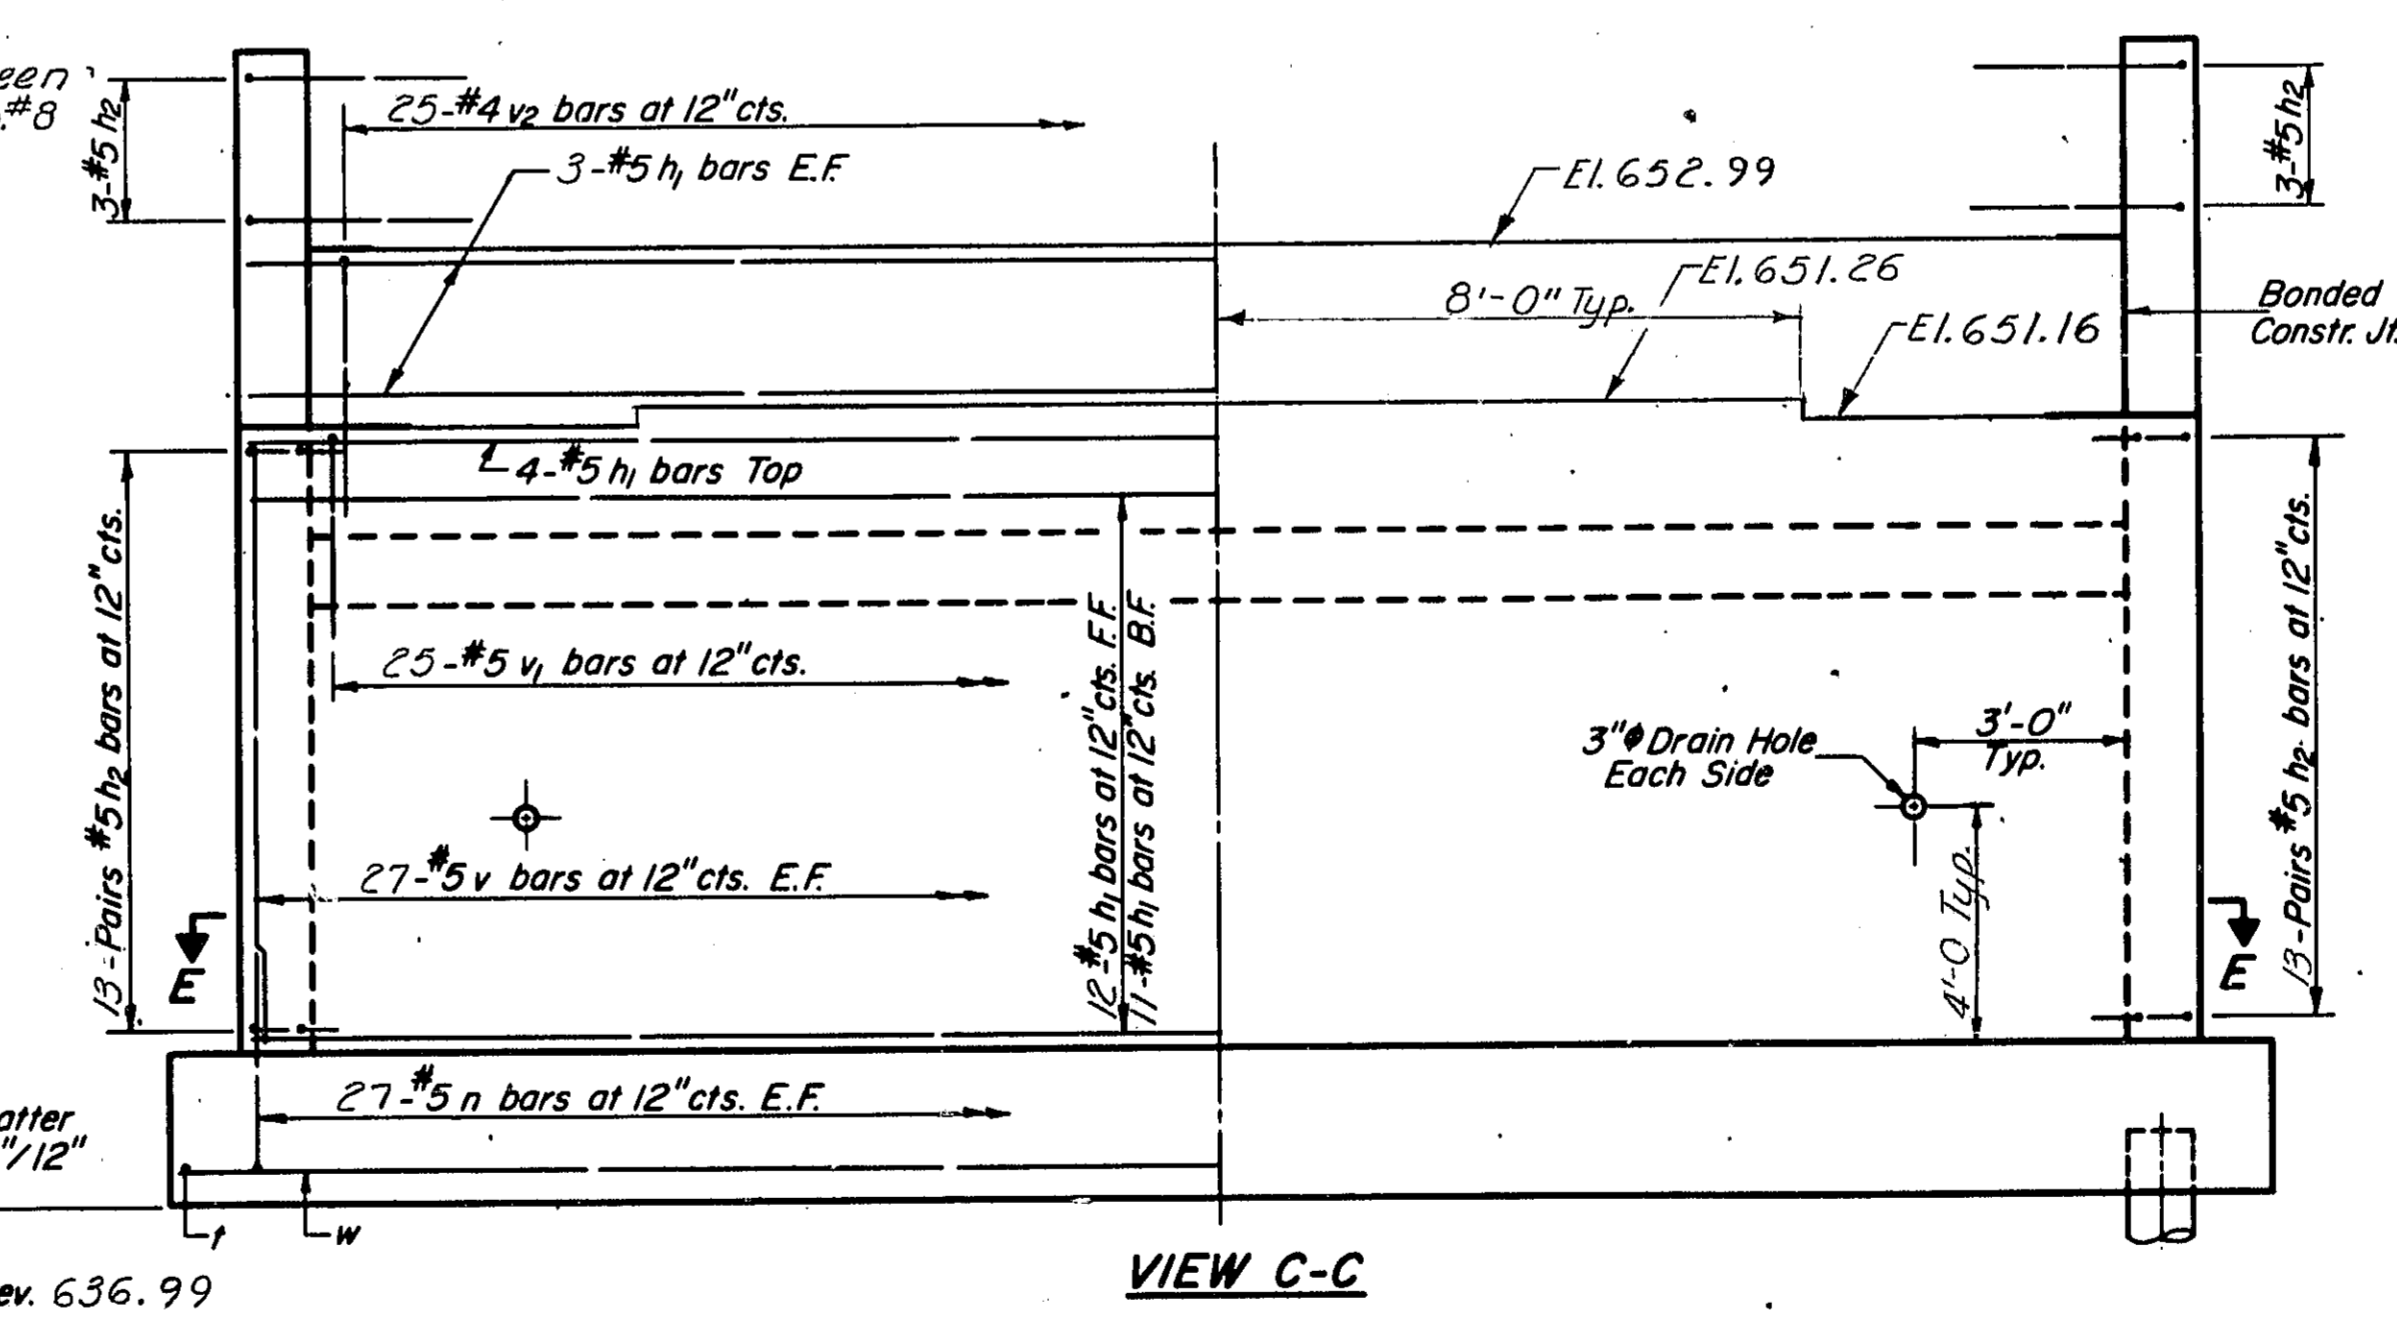 een
.#8
3-#5 h2
25-#4 v2 bars at 12" cts.
3-#5 h1 bars E.F.
El. 652.99
3-#5 h2
El. 651.26
8'-0" Typ.
El. 651.16
Bonded
Constr. Jt.
4-#5 h1 bars Top
13-Pairs #5 h2 bars at 12" cts.
25-#5 v1 bars at 12" cts.
12-#5 h1 bars at 12" cts. F.F.
11-#5 h1 bars at 12" cts. B.F.
3"ϕ Drain Hole
Each Side
3'-0"
Typ.
4'-0 Typ.
13-Pairs #5 h2 bars at 12" cts.
27-#5 v bars at 12" cts. E.F.
E
E
27-#5 n bars at 12" cts. E.F.
atter
"/12"
t
w
VIEW C-C
ev. 636.99